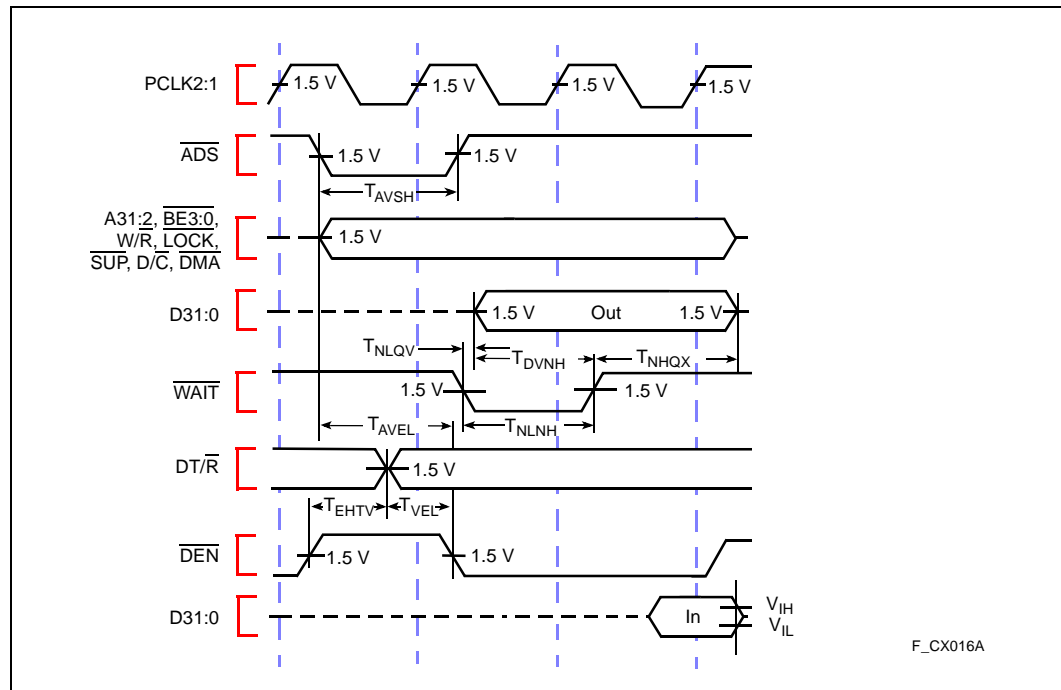 PCLK2:1
1.5 V 1.5 V 1.5 V 1.5 V
ADS
1.5 V 1.5 V
TAVSH
A31:2, BE3:0,
W/R, LOCK,
SUP, D/C, DMA
1.5 V
D31:0
1.5 V Out 1.5 V
TNLQV TDVNH TNHQX
WAIT
1.5 V 1.5 V
TAVEL TNLNH
DT/R
1.5 V
TEHTV TVEL
DEN
1.5 V 1.5 V
D31:0
In
VIH
VIL
F_CX016A